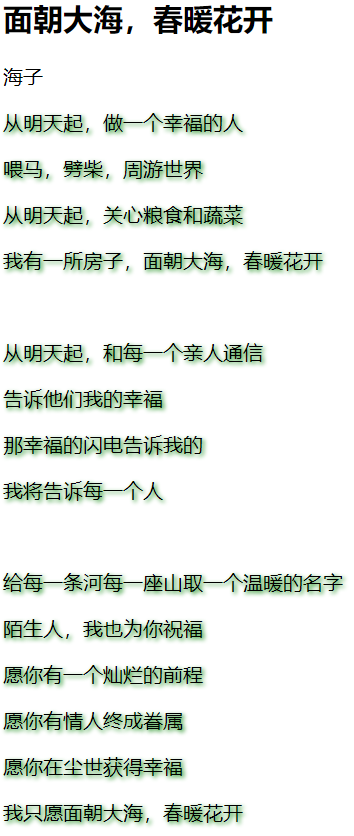 面朝大海，春暖花开
海子
从明天起，做一个幸福的人
喂马，劈柴，周游世界
从明天起，关心粮食和蔬菜
我有一所房子，面朝大海，春暖花开
从明天起，和每一个亲人通信
告诉他们我的幸福
那幸福的闪电告诉我的
我将告诉每一个人
给每一条河每一座山取一个温暖的名字
陌生人，我也为你祝福
愿你有一个灿烂的前程
愿你有情人终成眷属
愿你在尘世获得幸福
我只愿面朝大海，春暖花开